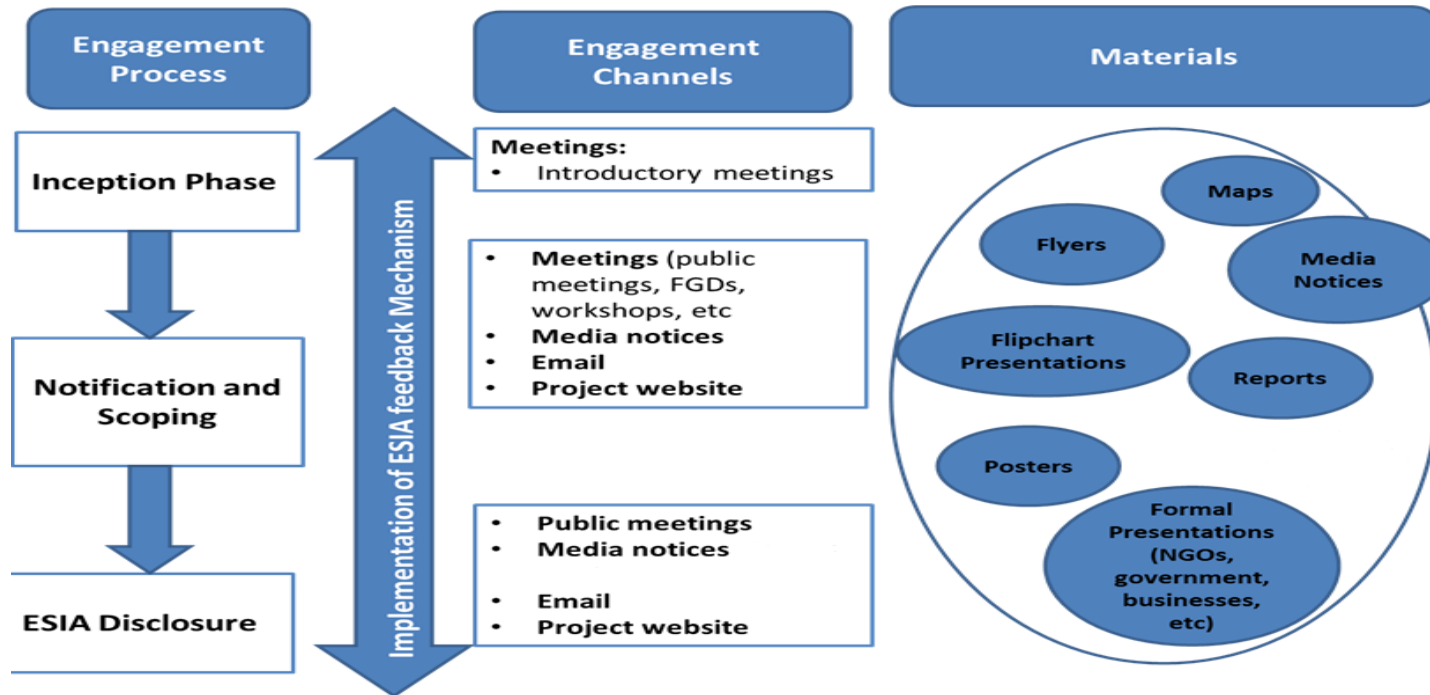 Engagement
Process
Engagement
Channels
Materials
Inception Phase
Notification and
Scoping
ESIA Disclosure
Implementation of ESIA feedback Mechanism
Meetings:
• Introductory meetings
• Meetings (public
meetings, FGDs,
workshops, etc
• Media notices
• Email
• Project website
• Public meetings
• Media notices
• Email
• Project website
Maps
Flyers
Media
Notices
Flipchart
Presentations
Reports
Posters
Formal
Presentations
(NGOs,
government,
businesses,
etc)